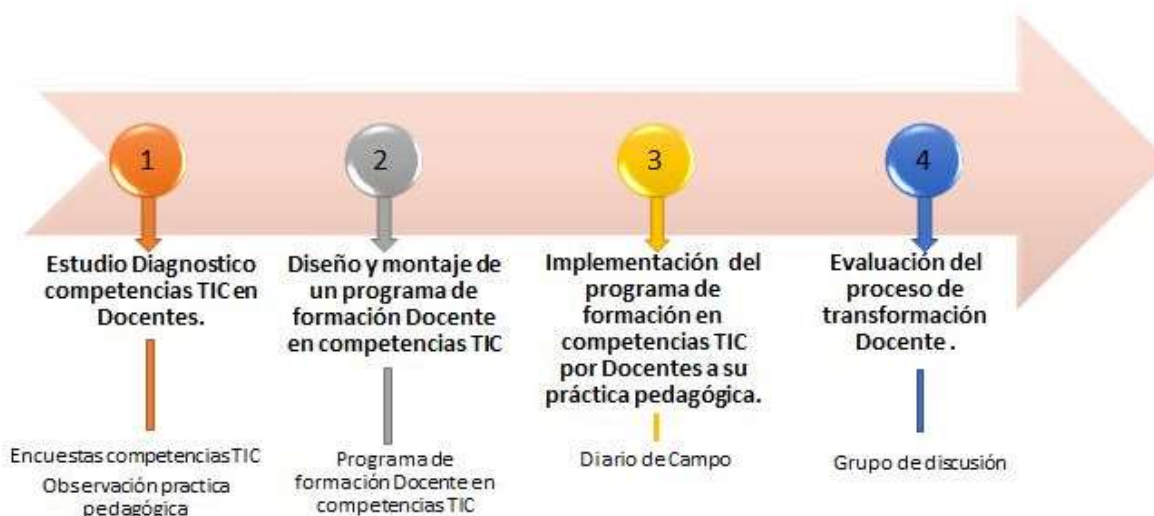 1
2
3
4
Estudio Diagnostico
competencias TIC en
Docentes.
Diseño y montaje de
un programa de
formación Docente
en competencias TIC
Implementación del
programa de
formación en
competencias TIC
por Docentes a su
práctica pedagógica.
Evaluación del
proceso de
transformación
Docente .
Encuestas competencias TIC
Observación practica
pedagógica
Programa de
formación Docente en
competencias TIC
Diario de Campo
Grupo de discusión